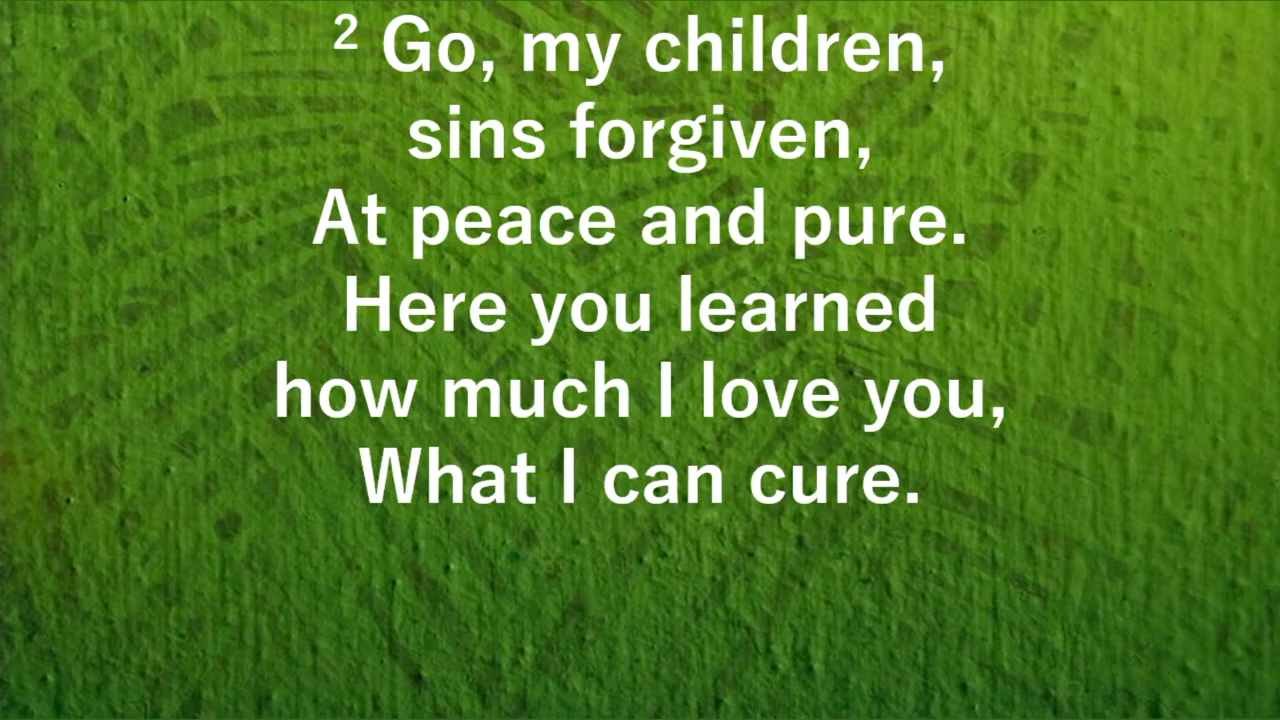 ² Go, my children,
sins forgiven,
At peace and pure.
Here you learned
how much I love you,
What I can cure.